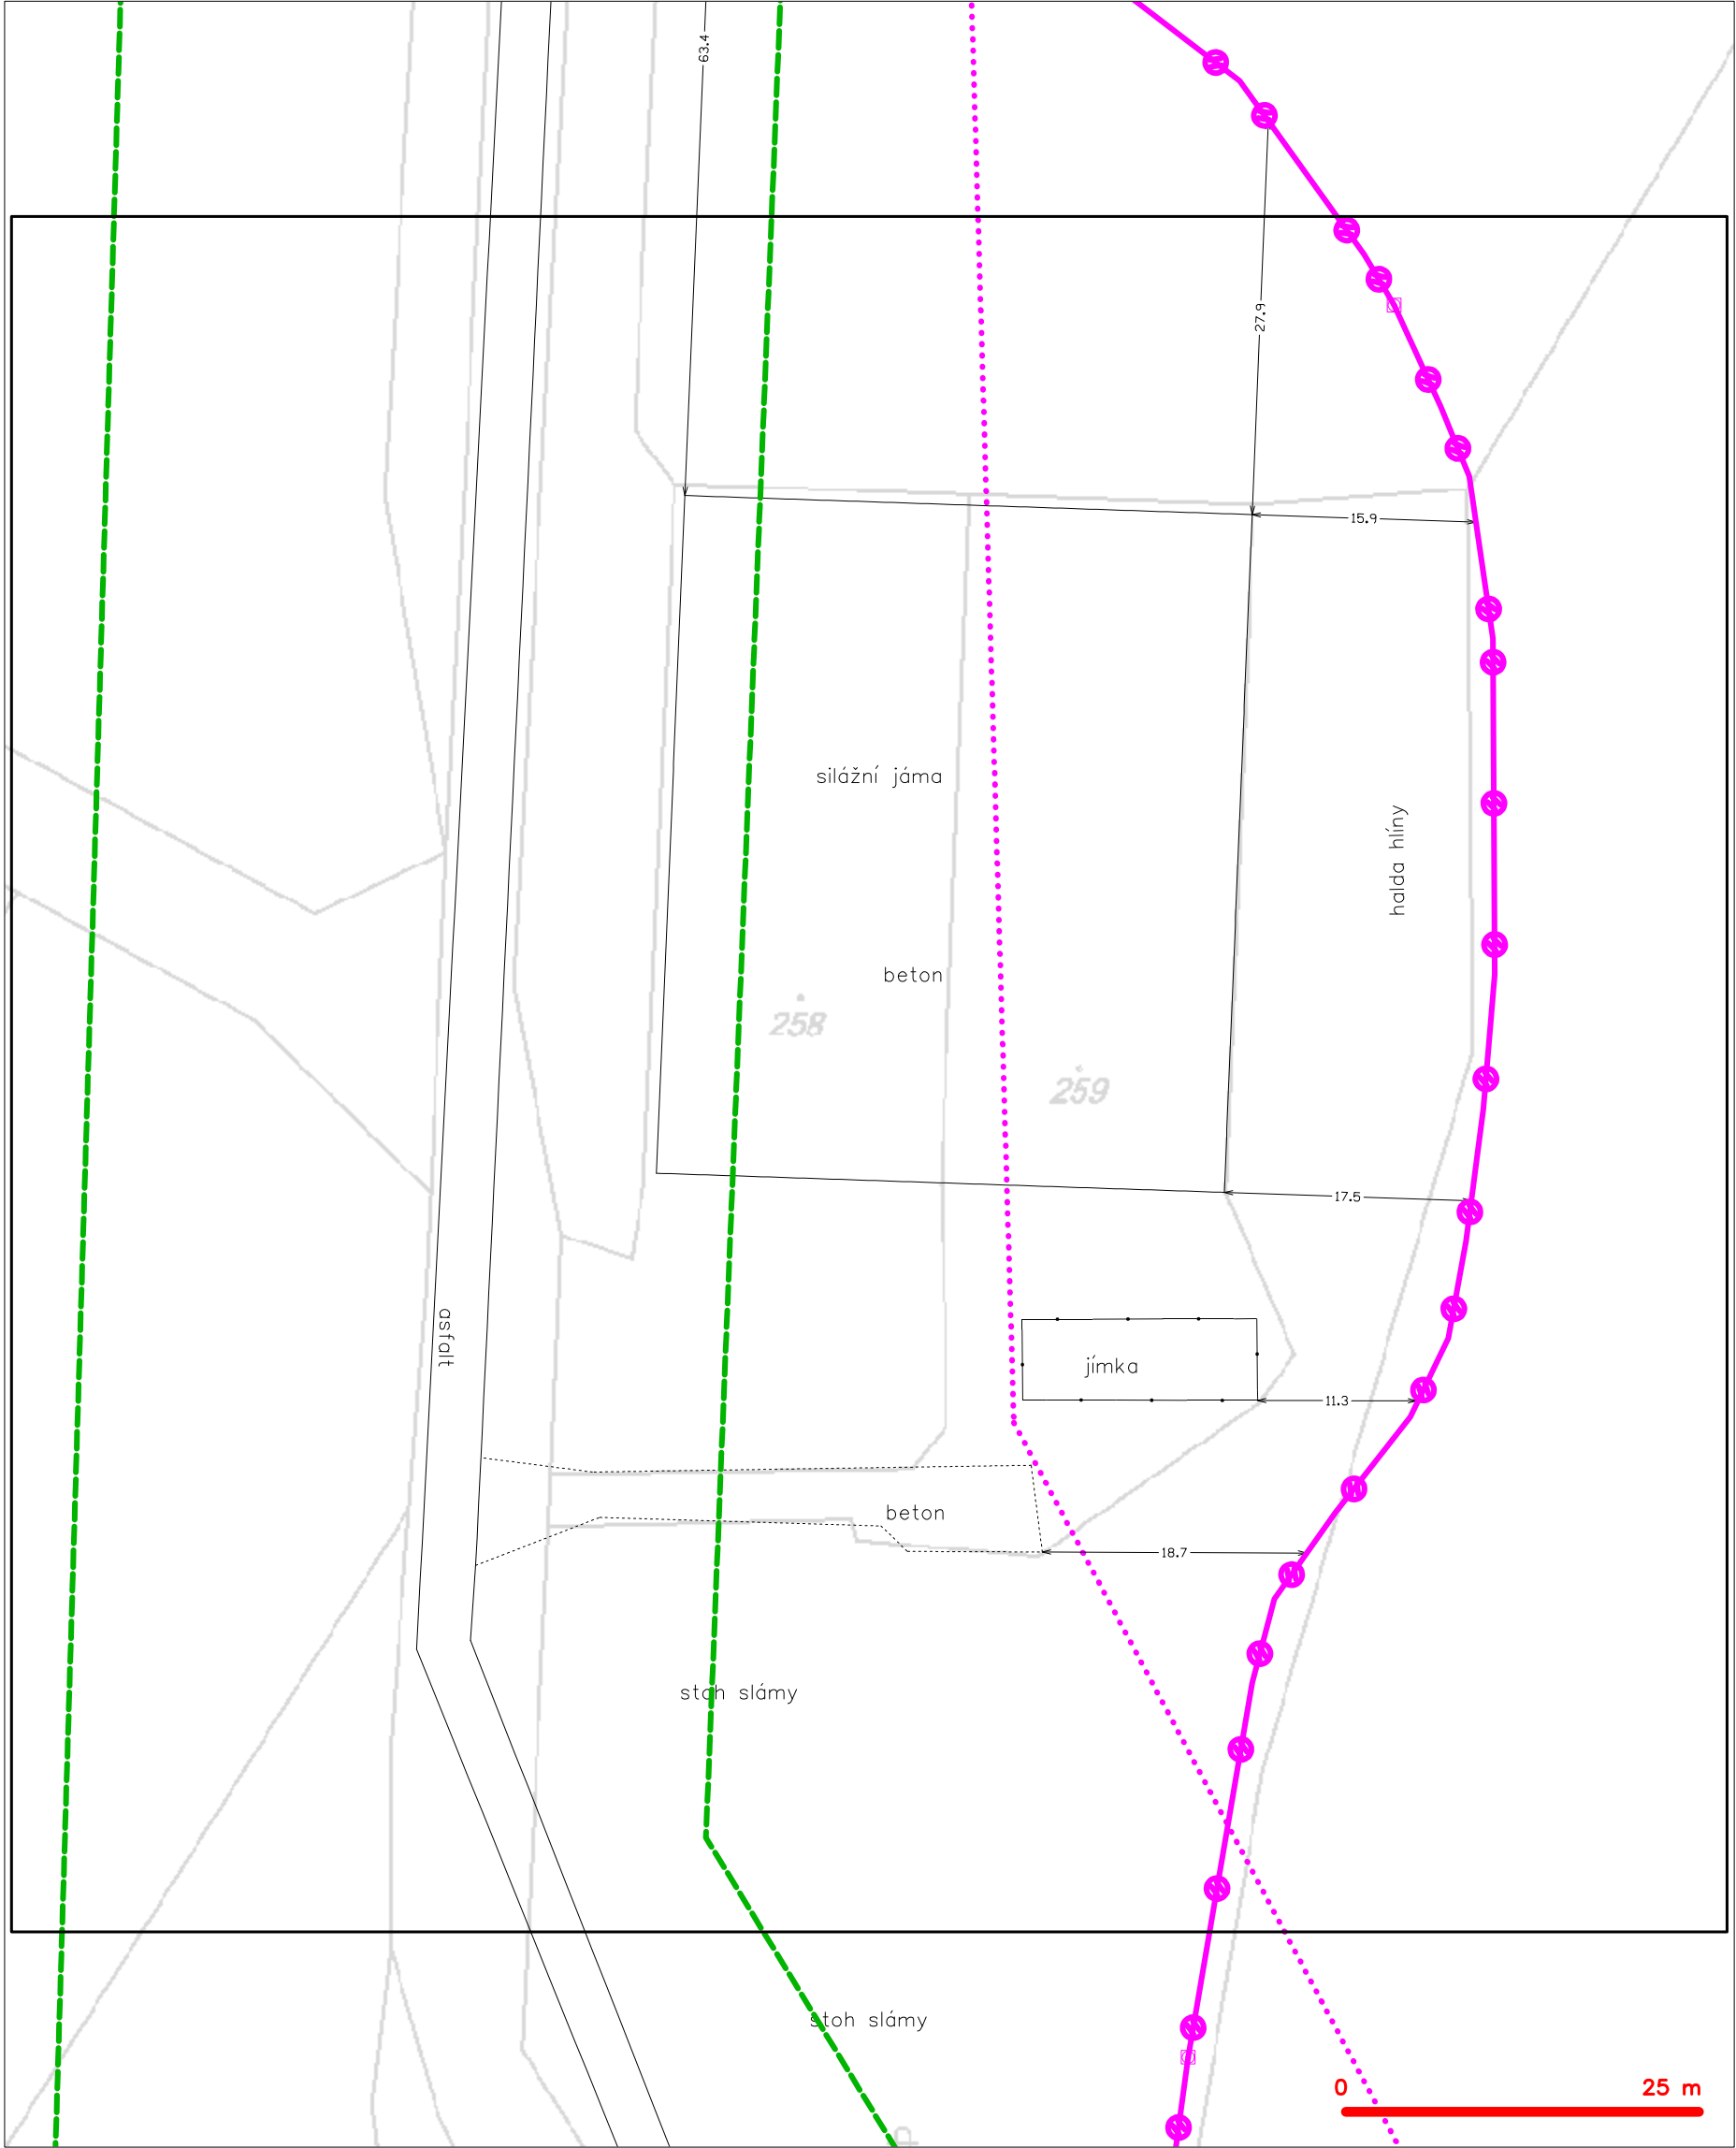 63.4
27.9
15.9
silážní jáma
halda hlíny
beton
258
259
17.5
asfalt
jímka
11.3
beton
18.7
stoh slámy
stoh slámy
0 25 m